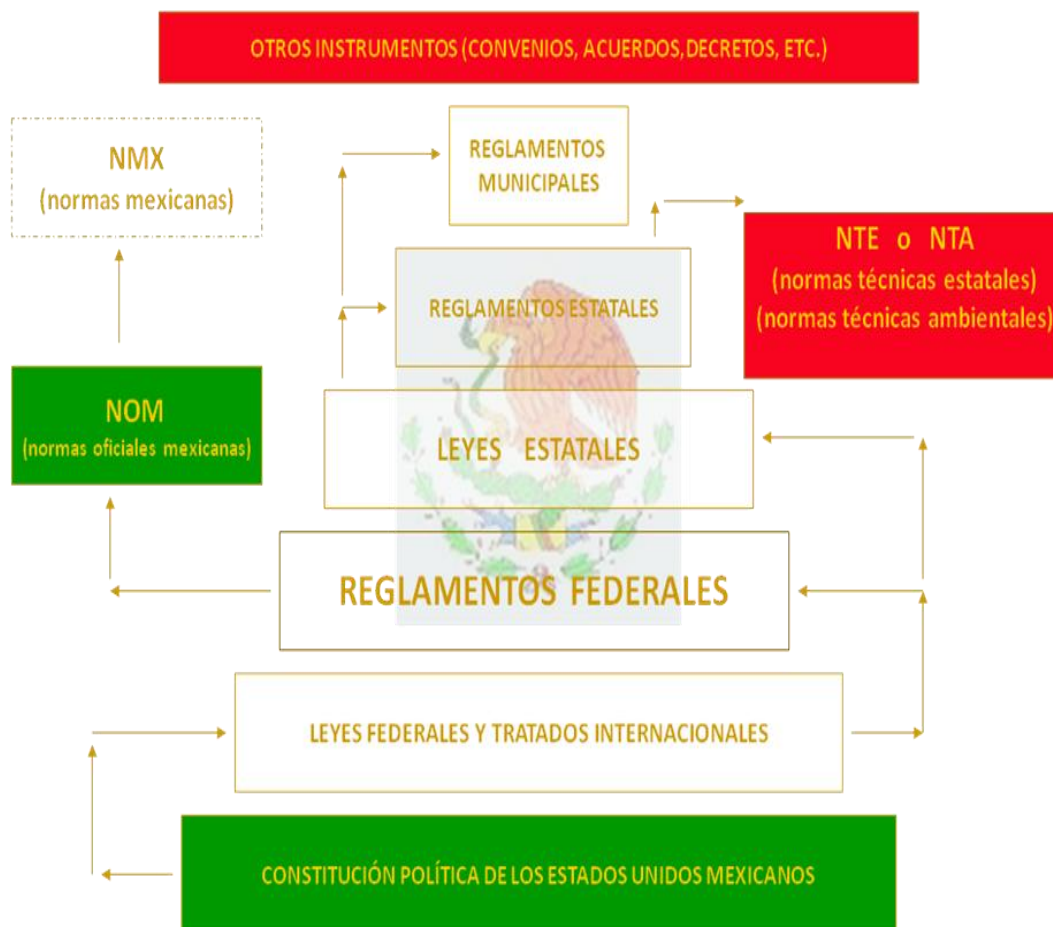 OTROS INSTRUMENTOS (CONVENIOS, ACUERDOS, DECRETOS, ETC.)
NMX
(normas mexicanas)
REGLAMENTOS
MUNICIPALES
NTE o NTA
(normas técnicas estatales)
(normas técnicas ambientales)
REGLAMENTOS ESTATALES
NOM
(normas oficiales mexicanas)
LEYES ESTATALES
REGLAMENTOS FEDERALES
LEYES FEDERALES Y TRATADOS INTERNACIONALES
CONSTITUCIÓN POLÍTICA DE LOS ESTADOS UNIDOS MEXICANOS